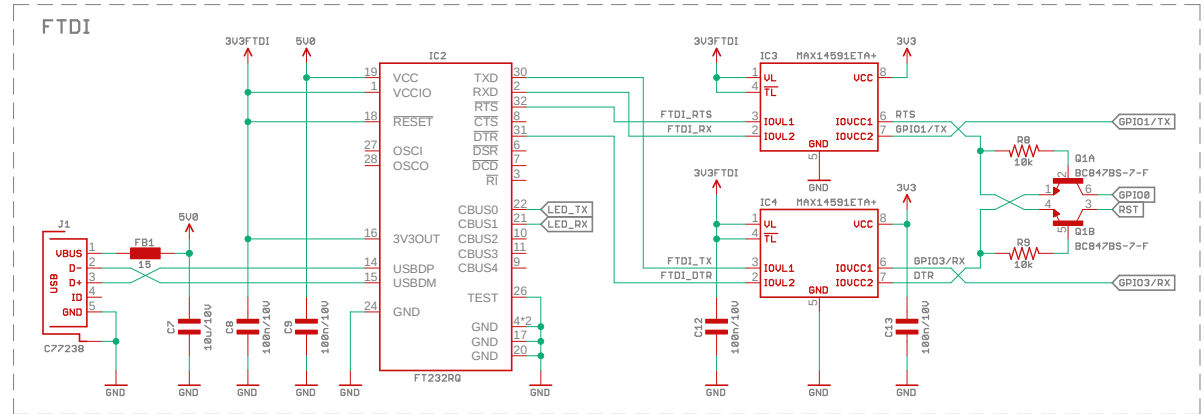 FTDI
3V3FTDI
5V0
IC2
19 VCC
1 VCCIO
18 RESET
27 OSCI
28 OSCO
16 3V3OUT
14 USBDP
15 USBDM
24 GND
TXD 30
RXD 2
RTS 32
CTS 8
DTR 31
DSR 6
DCD 7
RI 3
CBUS0 22
CBUS1 21
CBUS2 10
CBUS3 11
CBUS4 9
TEST 26
GND 4*2
GND 17
GND 20
FT232RQ
LED_TX
LED_RX
J1
USB
VBUS 1
D- 2
D+ 3
ID 4
GND 5
C77238
FB1
15
5V0
C7
10u/10V
C8
100n/10V
C9
100n/10V
GND
GND
GND
GND
GND
GND
3V3FTDI
IC3 MAX14591ETA+
3V3
1 VL
4 TL
VCC 8
FTDI_RTS
3 IOVL1
FTDI_RX
2 IOVL2
IOVCC1 6
RTS
IOVCC2 7
GPIO1/TX
GND
5
GND
3V3FTDI
IC4 MAX14591ETA+
3V3
1 VL
4 TL
VCC 8
FTDI_TX
3 IOVL1
FTDI_DTR
2 IOVL2
IOVCC1 6
GPIO3/RX
IOVCC2 7
DTR
GND
5
C12
100n/10V
C13
100n/10V
GND
GND
GND
GPIO1/TX
R8
10k
Q1A
BC847BS-7-F
2
1
6
GPIO0
4
3
RST
5
Q1B
BC847BS-7-F
R9
10k
GPIO3/RX